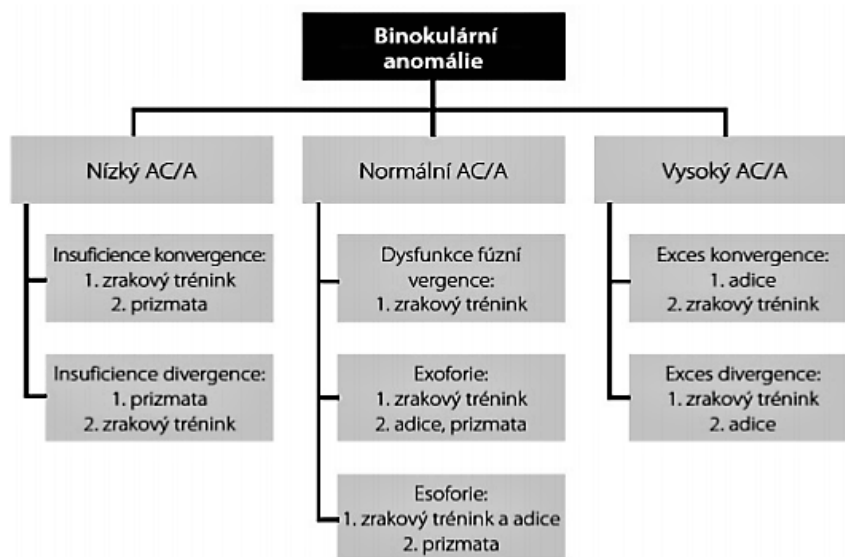 Binokulární
anomálie
Nízký AC/A
Normální AC/A
Vysoký AC/A
Insuficience konvergence:
1. zrakový trénink
2. prizmata
Insuficience divergence:
1. prizmata
2. zrakový trénink
Dysfunkce fúzní
vergence:
1. zrakový trénink
Exoforie:
1. zrakový trénink
2. adice, prizmata
Esoforie:
1. zrakový trénink a adice
2. prizmata
Exces konvergence:
1. adice
2. zrakový trénink
Exces divergence:
1. zrakový trénink
2. adice